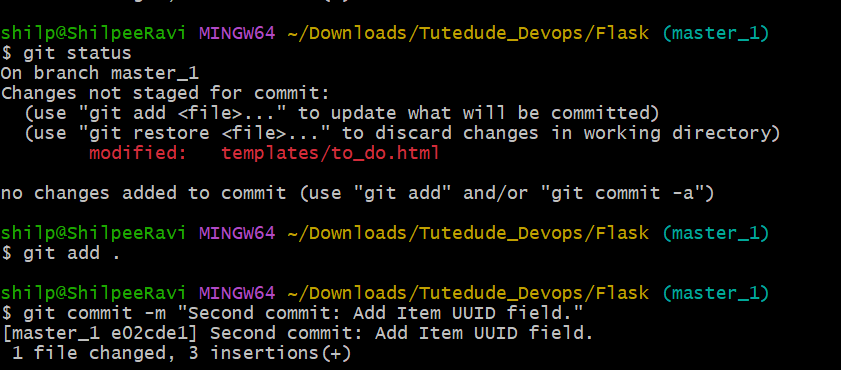 shilp@ShilpeeRavi MINGW64 ~/Downloads/Tutedude_Devops/Flask (master_1)
$ git status
On branch master_1
Changes not staged for commit:
  (use "git add <file>..." to update what will be committed)
  (use "git restore <file>..." to discard changes in working directory)
        modified:   templates/to_do.html

no changes added to commit (use "git add" and/or "git commit -a")

shilp@ShilpeeRavi MINGW64 ~/Downloads/Tutedude_Devops/Flask (master_1)
$ git add .

shilp@ShilpeeRavi MINGW64 ~/Downloads/Tutedude_Devops/Flask (master_1)
$ git commit -m "Second commit: Add Item UUID field."
[master_1 e02cde1] Second commit: Add Item UUID field.
 1 file changed, 3 insertions(+)